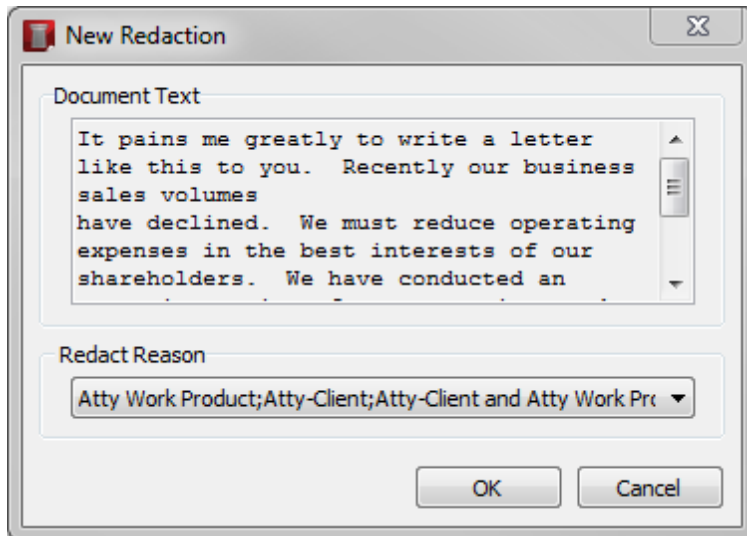 New Redaction
Document Text
It pains me greatly to write a letter
like this to you.  Recently our business
sales volumes
have declined.  We must reduce operating
expenses in the best interests of our
shareholders.  We have conducted an
Redact Reason
Atty Work Product;Atty-Client;Atty-Client and Atty Work
OK
Cancel